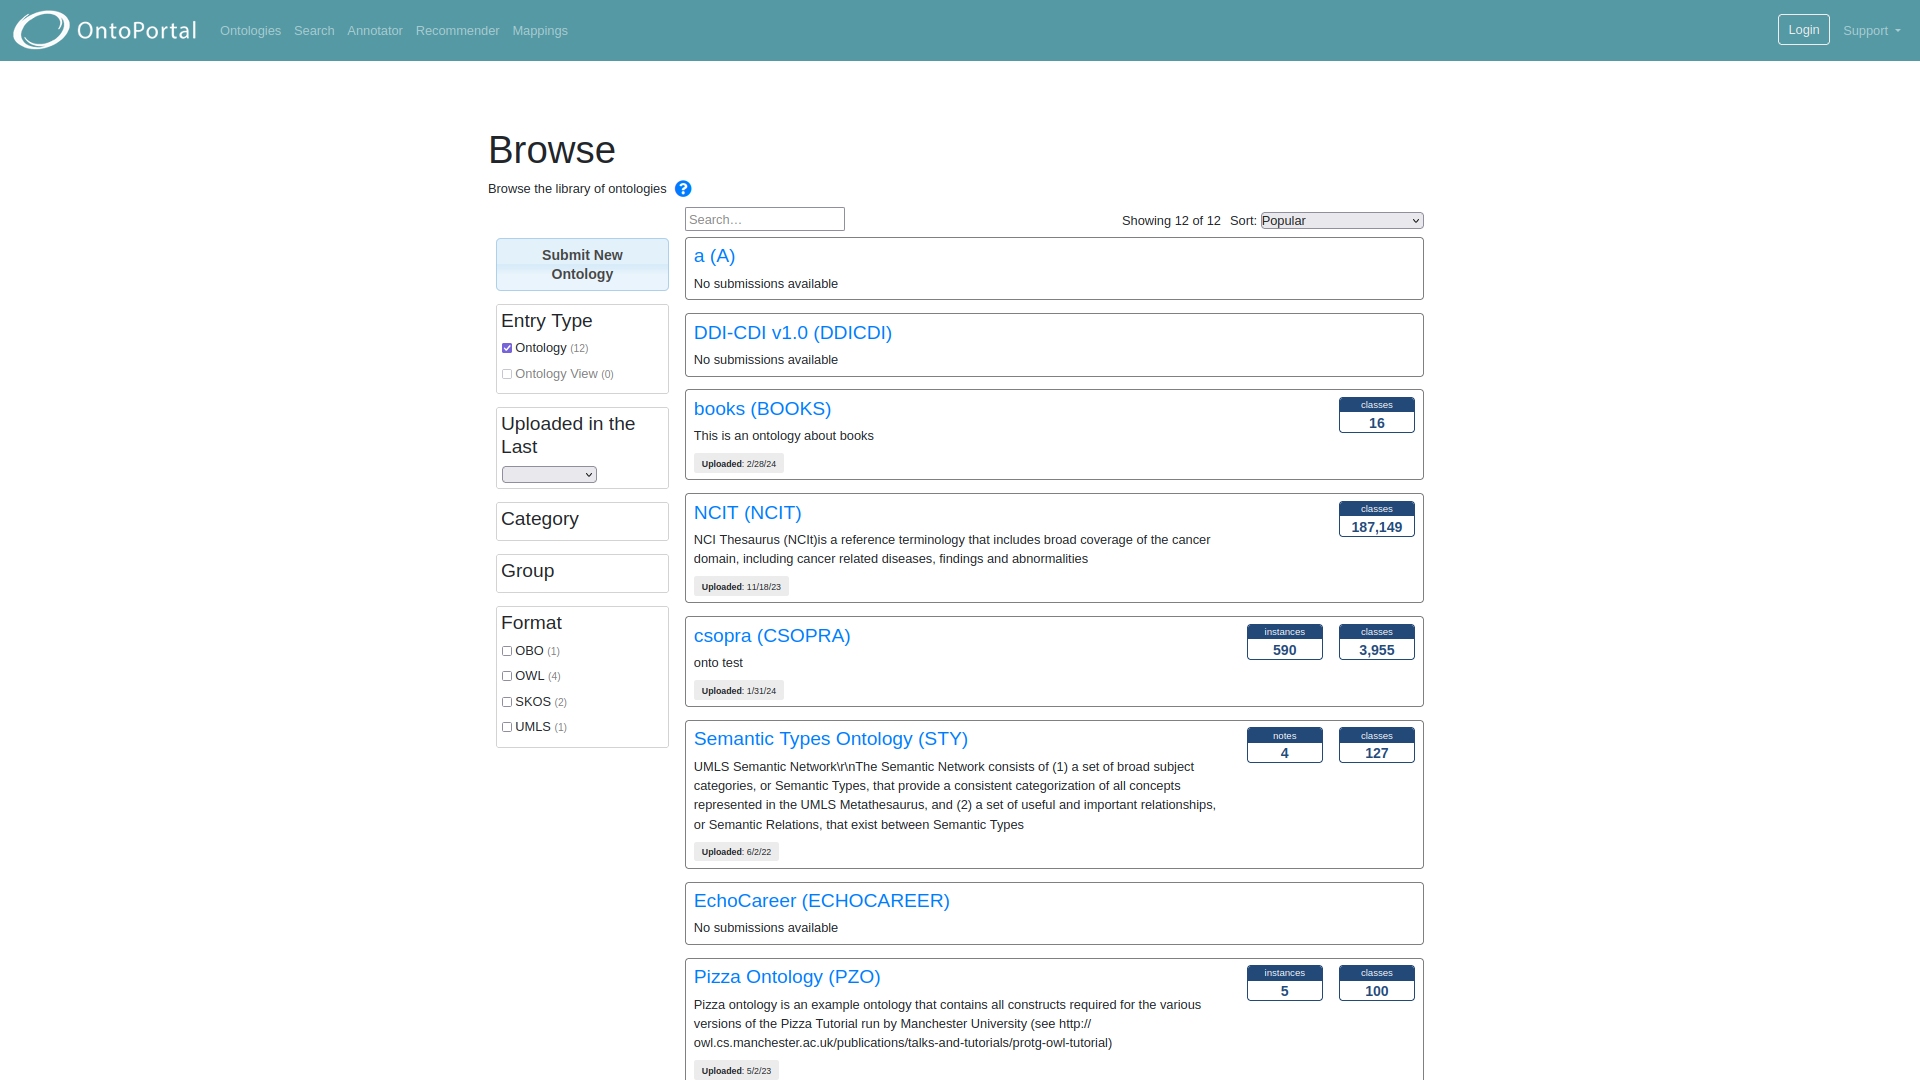 OntoPortal
Ontologies Search Annotator Recommender Mappings
Login
Support
Browse
Browse the library of ontologies
Search...
Showing 12 of 12
Sort: Popular
Submit New
Ontology
Entry Type
Ontology (12)
Ontology View (0)
Uploaded in the
Last
Category
Group
Format
OBO (1)
OWL (4)
SKOS (2)
UMLS (1)
a (A)
No submissions available
DDI-CDI v1.0 (DDICDI)
No submissions available
books (BOOKS)
This is an ontology about books
Uploaded: 2/28/24
classes
16
NCIT (NCIT)
NCI Thesaurus (NCIt)is a reference terminology that includes broad coverage of the cancer
domain, including cancer related diseases, findings and abnormalities
Uploaded: 11/18/23
classes
187,149
csopra (CSOPRA)
onto test
Uploaded: 1/31/24
instances
590
classes
3,955
Semantic Types Ontology (STY)
UMLS Semantic Network\r\nThe Semantic Network consists of (1) a set of broad subject
categories, or Semantic Types, that provide a consistent categorization of all concepts
represented in the UMLS Metathesaurus, and (2) a set of useful and important relationships,
or Semantic Relations, that exist between Semantic Types
Uploaded: 6/2/22
notes
4
classes
127
EchoCareer (ECHOCAREER)
No submissions available
Pizza Ontology (PZO)
Pizza ontology is an example ontology that contains all constructs required for the various
versions of the Pizza Tutorial run by Manchester University (see http://
owl.cs.manchester.ac.uk/publications/talks-and-tutorials/protg-owl-tutorial)
Uploaded: 5/2/23
instances
5
classes
100